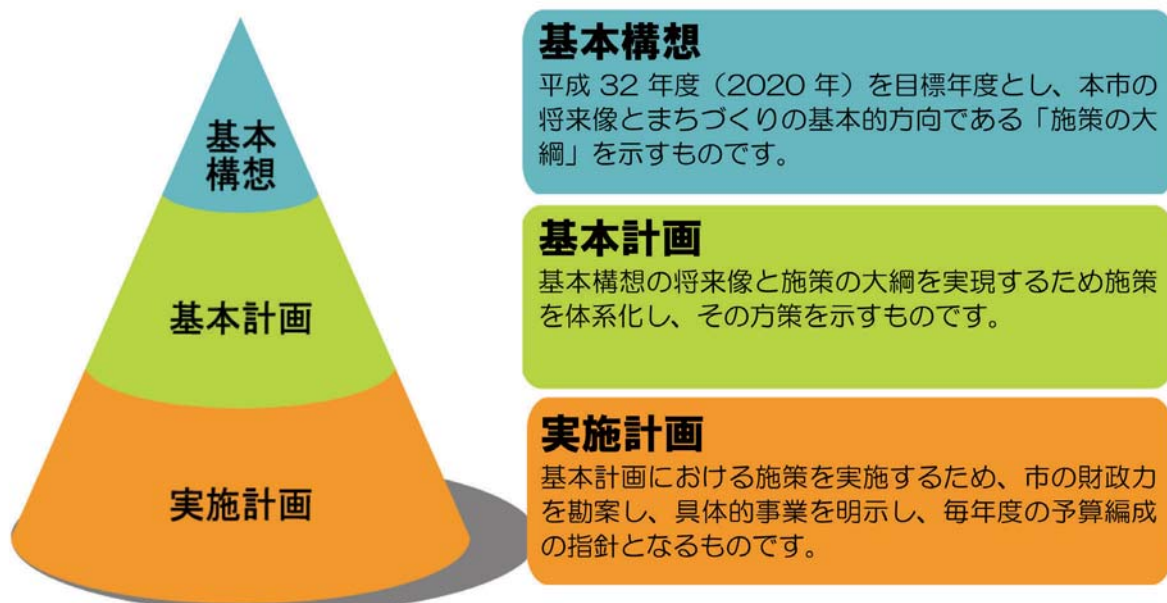 基本
構想
基本計画
実施計画
基本構想
平成 32 年度（2020 年）を目標年度とし、本市の
将来像とまちづくりの基本的方向である「施策の大
綱」を示すものです。
基本計画
基本構想の将来像と施策の大綱を実現するため施策
を体系化し、その方策を示すものです。
実施計画
基本計画における施策を実施するため、市の財政力
を勘案し、具体的事業を明示し、毎年度の予算編成
の指針となるものです。